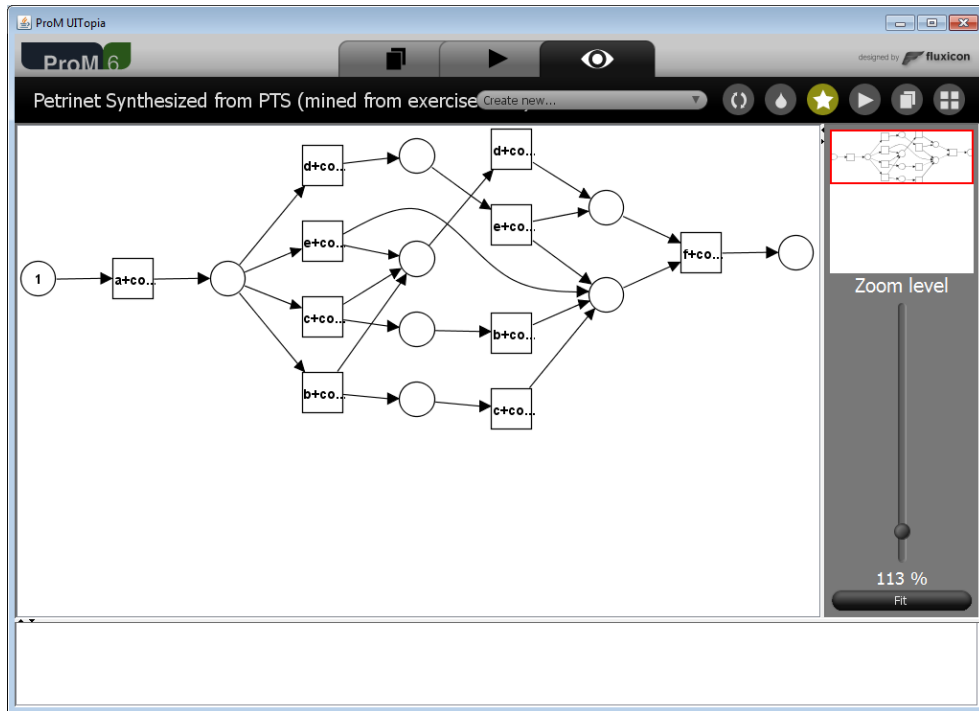 ProM UITopia
ProM 6
designed by fluxicon
Petrinet Synthesized from PTS (mined from exercise
Create new...
d+co...
d+co...
e+co...
e+co...
1
a+co...
f+co...
c+co...
b+co...
b+co...
c+co...
Zoom level
113 %
Fit